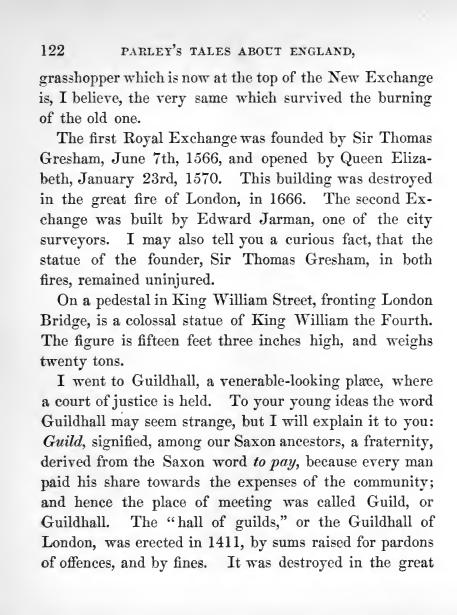 122 PARLEY'S TALES ABOUT ENGLAND,
grasshopper which is now at the top of the New Exchange
is, I believe, the very same which survived the burning
of the old one.
The first Royal Exchange was founded by Sir Thomas
Gresham, June 7th, 1566, and opened by Queen Eliza-
beth, January 23rd, 1570. This building was destroyed
in the great fire of London, in 1666. The second Ex-
change was built by Edward Jarman, one of the city
surveyors. I may also tell you a curious fact, that the
statue of the founder, Sir Thomas Gresham, in both
fires, remained uninjured.
On a pedestal in King William Street, fronting London
Bridge, is a colossal statue of King William the Fourth.
The figure is fifteen feet three inches high, and weighs
twenty tons.
I went to Guildhall, a venerable-looking place, where
a court of justice is held. To your young ideas the word
Guildhall may seem strange, but I will explain it to you:
Guild, signified, among our Saxon ancestors, a fraternity,
derived from the Saxon word to pay, because every man
paid his share towards the expenses of the community;
and hence the place of meeting was called Guild, or
Guildhall. The "hall of guilds," or the Guildhall of
London, was erected in 1411, by sums raised for pardons
of offences, and by fines. It was destroyed in the great